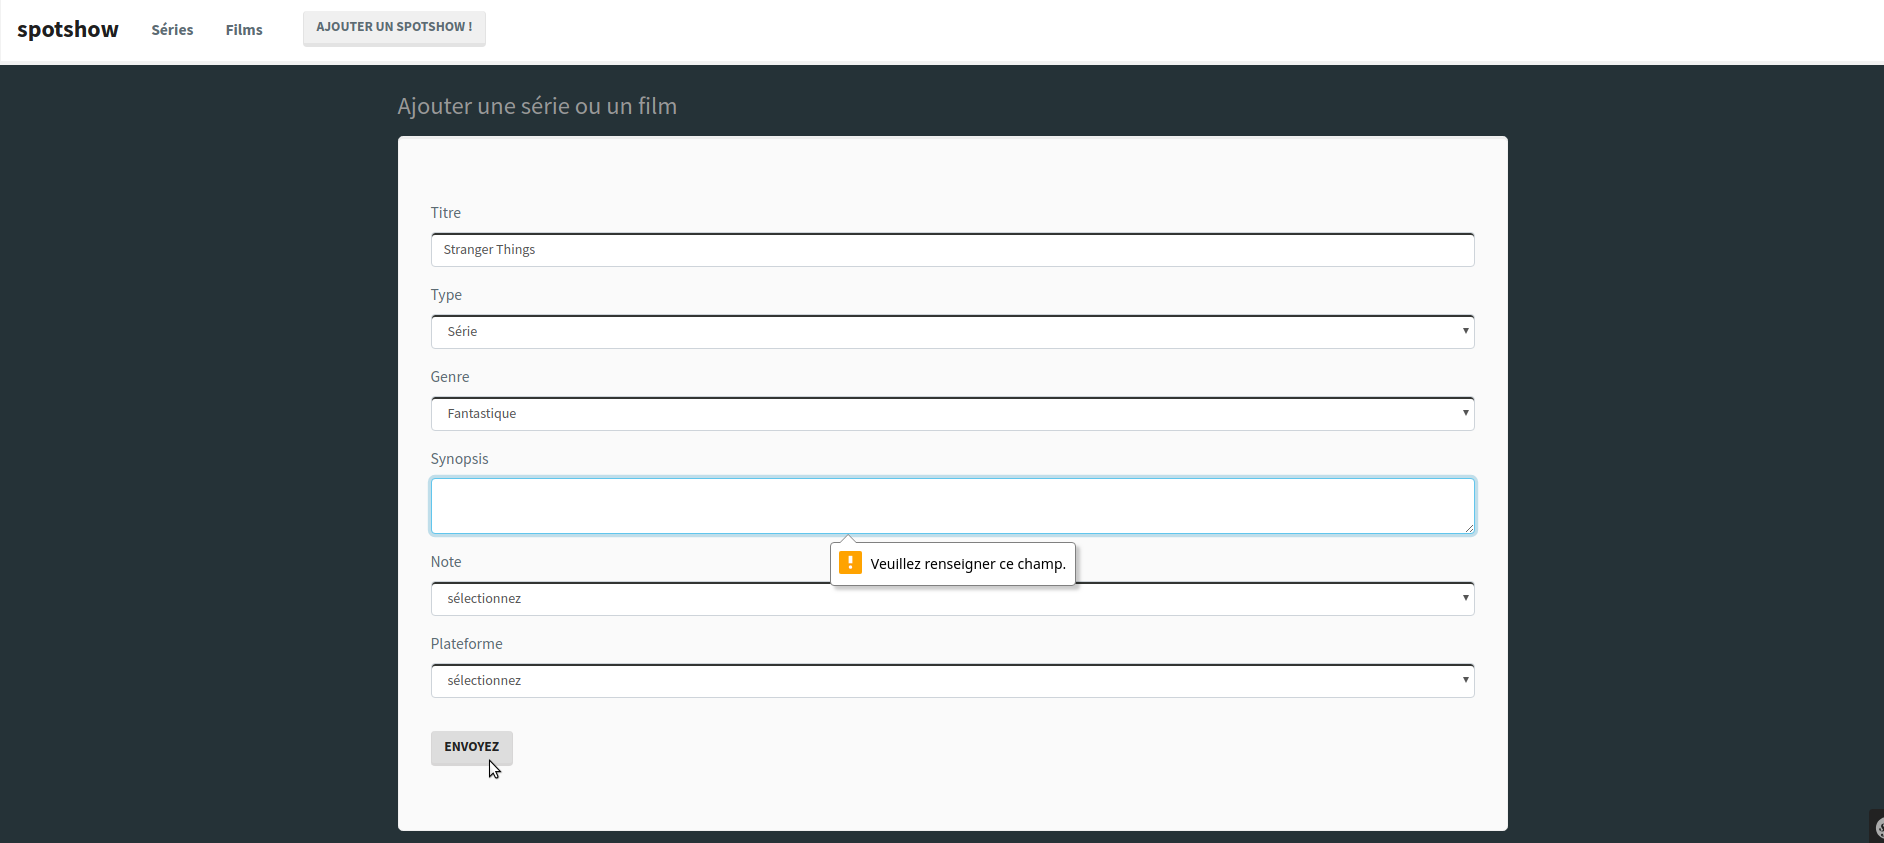 spotshow Séries Films AJOUTER UN SPOTSHOW !
Ajouter une série ou un film
Titre
Stranger Things
Type
Série
Genre
Fantastique
Synopsis
Veuillez renseigner ce champ.
Note
sélectionnez
Plateforme
sélectionnez
ENVOYEZ